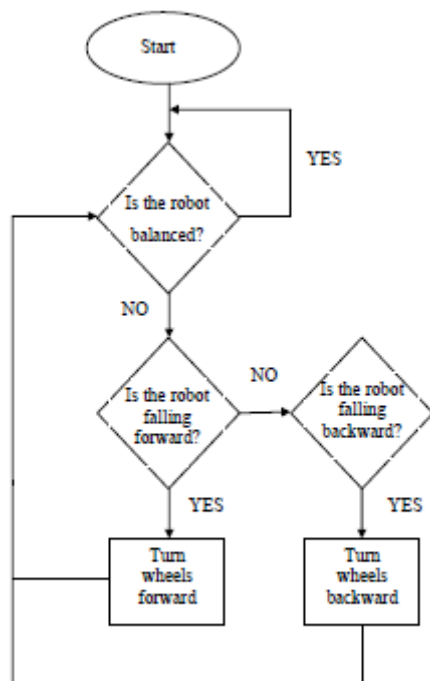 Start
YES
Is the robot
balanced?
NO
Is the robot
falling
forward?
NO
Is the robot
falling
backward?
YES
YES
Turn
wheels
forward
Turn
wheels
backward